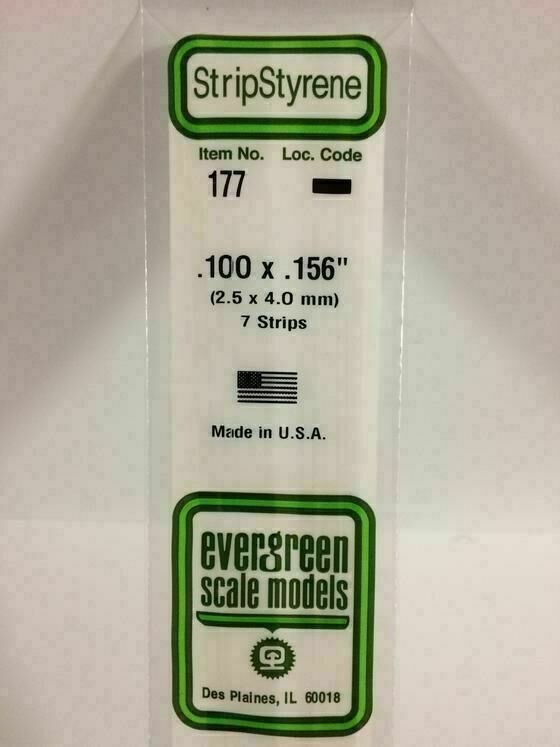 StripStyrene
Item No. Loc. Code
177
.100 x .156"
(2.5 x 4.0 mm)
7 Strips
Made in U.S.A.
evergreen
scale models
Des Plaines, IL 60018